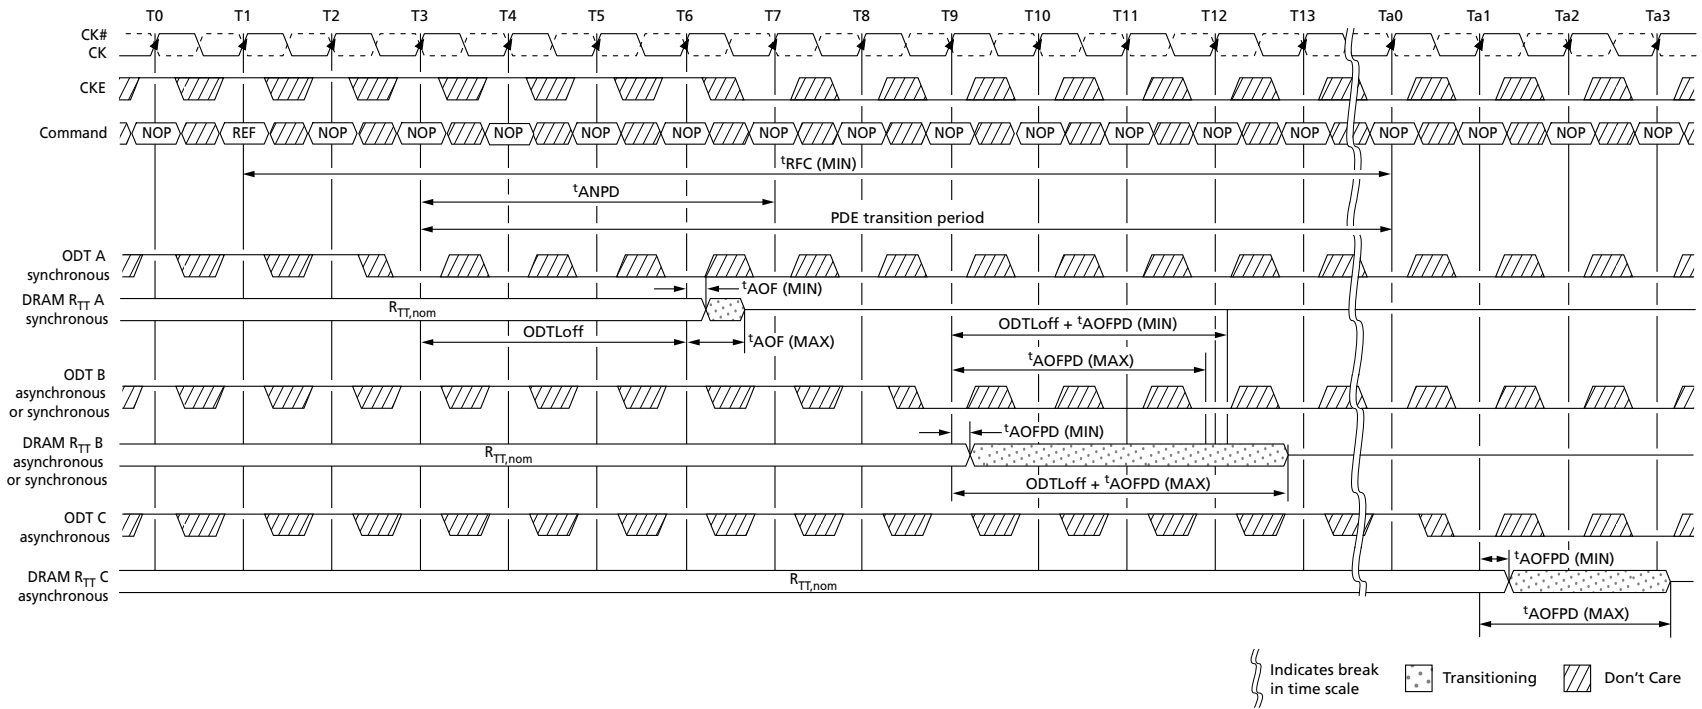 T0 T1 T2 T3 T4 T5 T6 T7 T8 T9 T10 T11 T12 T13 Ta0 Ta1 Ta2 Ta3
CK#
CK
CKE
Command NOP REF NOP NOP NOP NOP NOP NOP NOP NOP NOP NOP NOP NOP NOP NOP NOP NOP
tRFC (MIN)
tANPD
PDE transition period
ODT A
synchronous
tAOF (MIN)
DRAM RTT A
synchronous
RTT,nom
ODTLoff + tAOFPD (MIN)
ODTLoff tAOF (MAX)
tAOFPD (MAX)
ODT B
asynchronous
or synchronous
tAOFPD (MIN)
DRAM RTT B
asynchronous
or synchronous
RTT,nom
ODTLoff + tAOFPD (MAX)
ODT C
asynchronous
tAOFPD (MIN)
DRAM RTT C
asynchronous
RTT,nom
tAOFPD (MAX)
Indicates break
in time scale
Transitioning
Don't Care